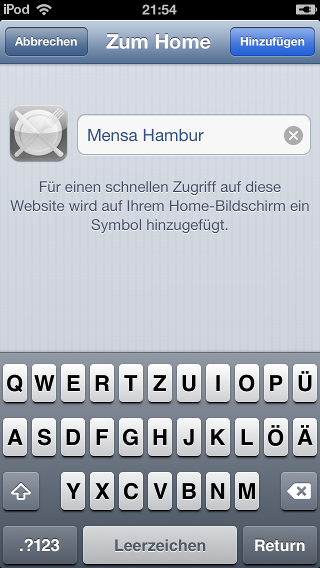 iPod 21:54
Abbrechen Zum Home Hinzufügen
Mensa Hambur
Für einen schnellen Zugriff auf diese
Website wird auf Ihrem Home-Bildschirm ein
Symbol hinzugefügt.
Q W E R T Z U I O P Ü
A S D F G H J K L Ö Ä
Y X C V B N M
.?123 Leerzeichen Return